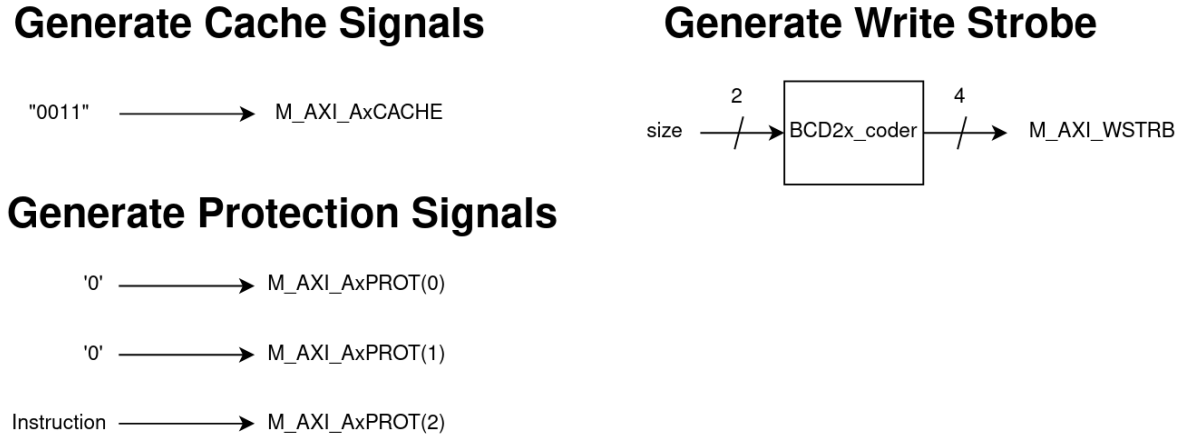 Generate Cache Signals
"0011" M_AXI_AxCACHE
Generate Protection Signals
'0' M_AXI_AxPROT(0)
'0' M_AXI_AxPROT(1)
Instruction M_AXI_AxPROT(2)
Generate Write Strobe
2 4
size BCD2x_coder M_AXI_WSTRB